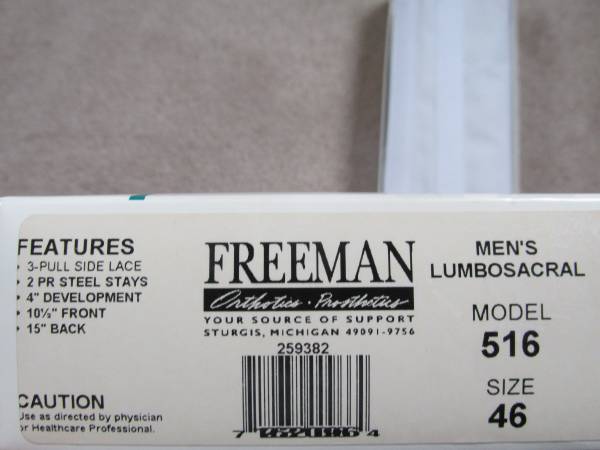 FEATURES
• 3-PULL SIDE LACE
• 2 PR STEEL STAYS
• 4" DEVELOPMENT
• 10½" FRONT
• 15" BACK
CAUTION
Use as directed by physician
or Healthcare Professional.
FREEMAN
Orthotics • Prosthetics
YOUR SOURCE OF SUPPORT
STURGIS, MICHIGAN 49091-9756
259382
MEN'S
LUMBOSACRAL
MODEL
516
SIZE
46